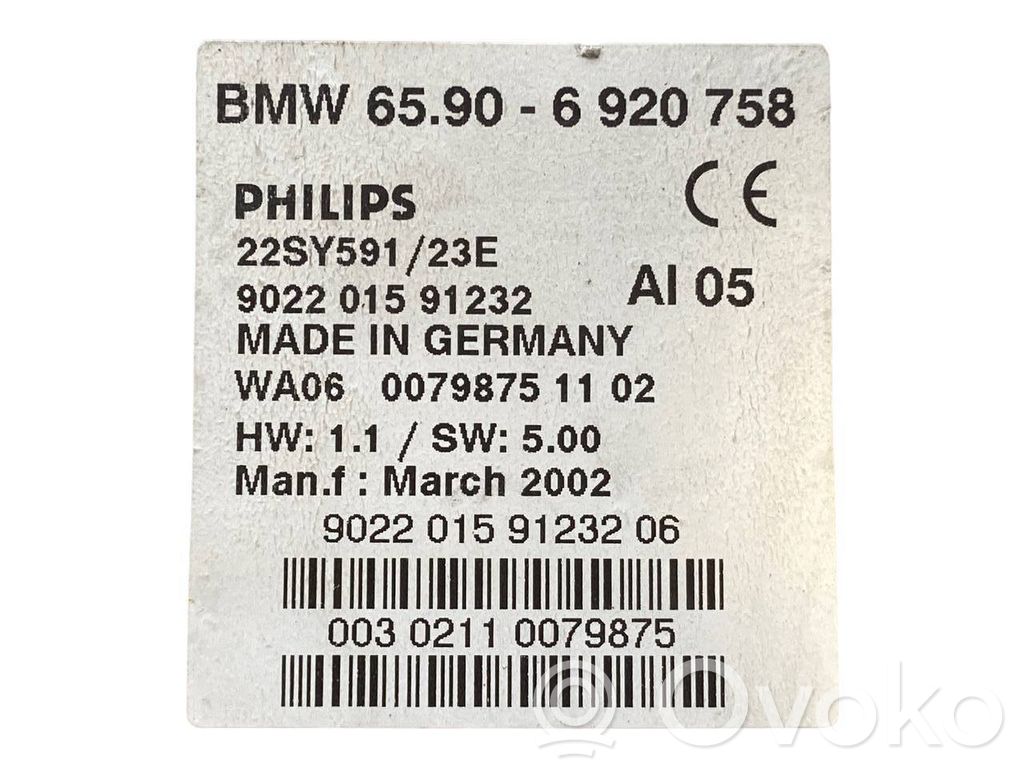 BMW 65.90 - 6 920 758
CE
PHILIPS
22SY591/23E
9022 015 91232
AI 05
MADE IN GERMANY
WA06 0079875 11 02
HW: 1.1 / SW: 5.00
Man.f : March 2002
9022 015 91232 06
003 0211 0079875
Ovoko